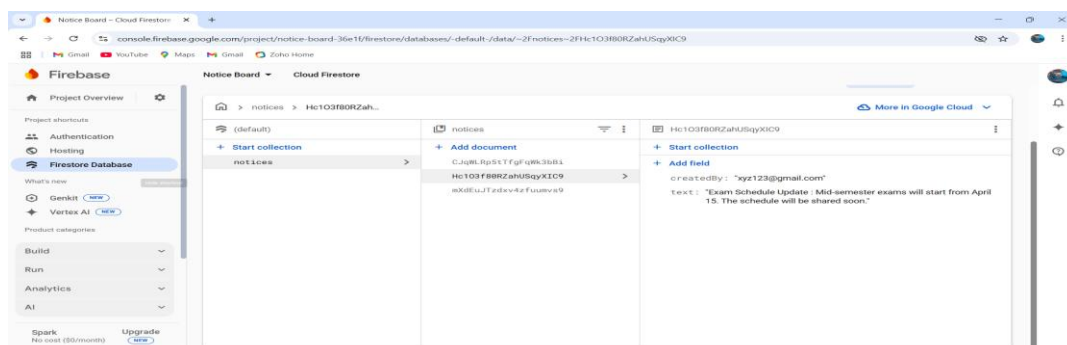 Notice Board – Cloud Firestore
console.firebase.google.com/project/notice-board-36e1f/firestore/databases/-default-/data/~2Fnotices~2FHc1O3f80RZahUSqyXIC9
Gmail YouTube Maps Gmail Zoho Home
Firebase
Notice Board Cloud Firestore
Project Overview
notices > Hc1O3f80RZah...
More in Google Cloud
Project shortcuts
(default)
notices
Hc1O3f80RZahUSqyXIC9
Authentication
Hosting
Firestore Database
+ Start collection
+ Add document
+ Start collection
notices
CJqWLRp5tTfgFqWk3bBi
+ Add field
Hc1O3f80RZahUSqyXIC9
createdBy: "xyz123@gmail.com"
mXdEuJTzdxv4zfuumvs9
text: "Exam Schedule Update : Mid-semester exams will start from April
15. The schedule will be shared soon."
What's new
Genkit NEW
Vertex AI NEW
Product categories
Build
Run
Analytics
AI
Spark Upgrade
No cost ($0/month) NEW